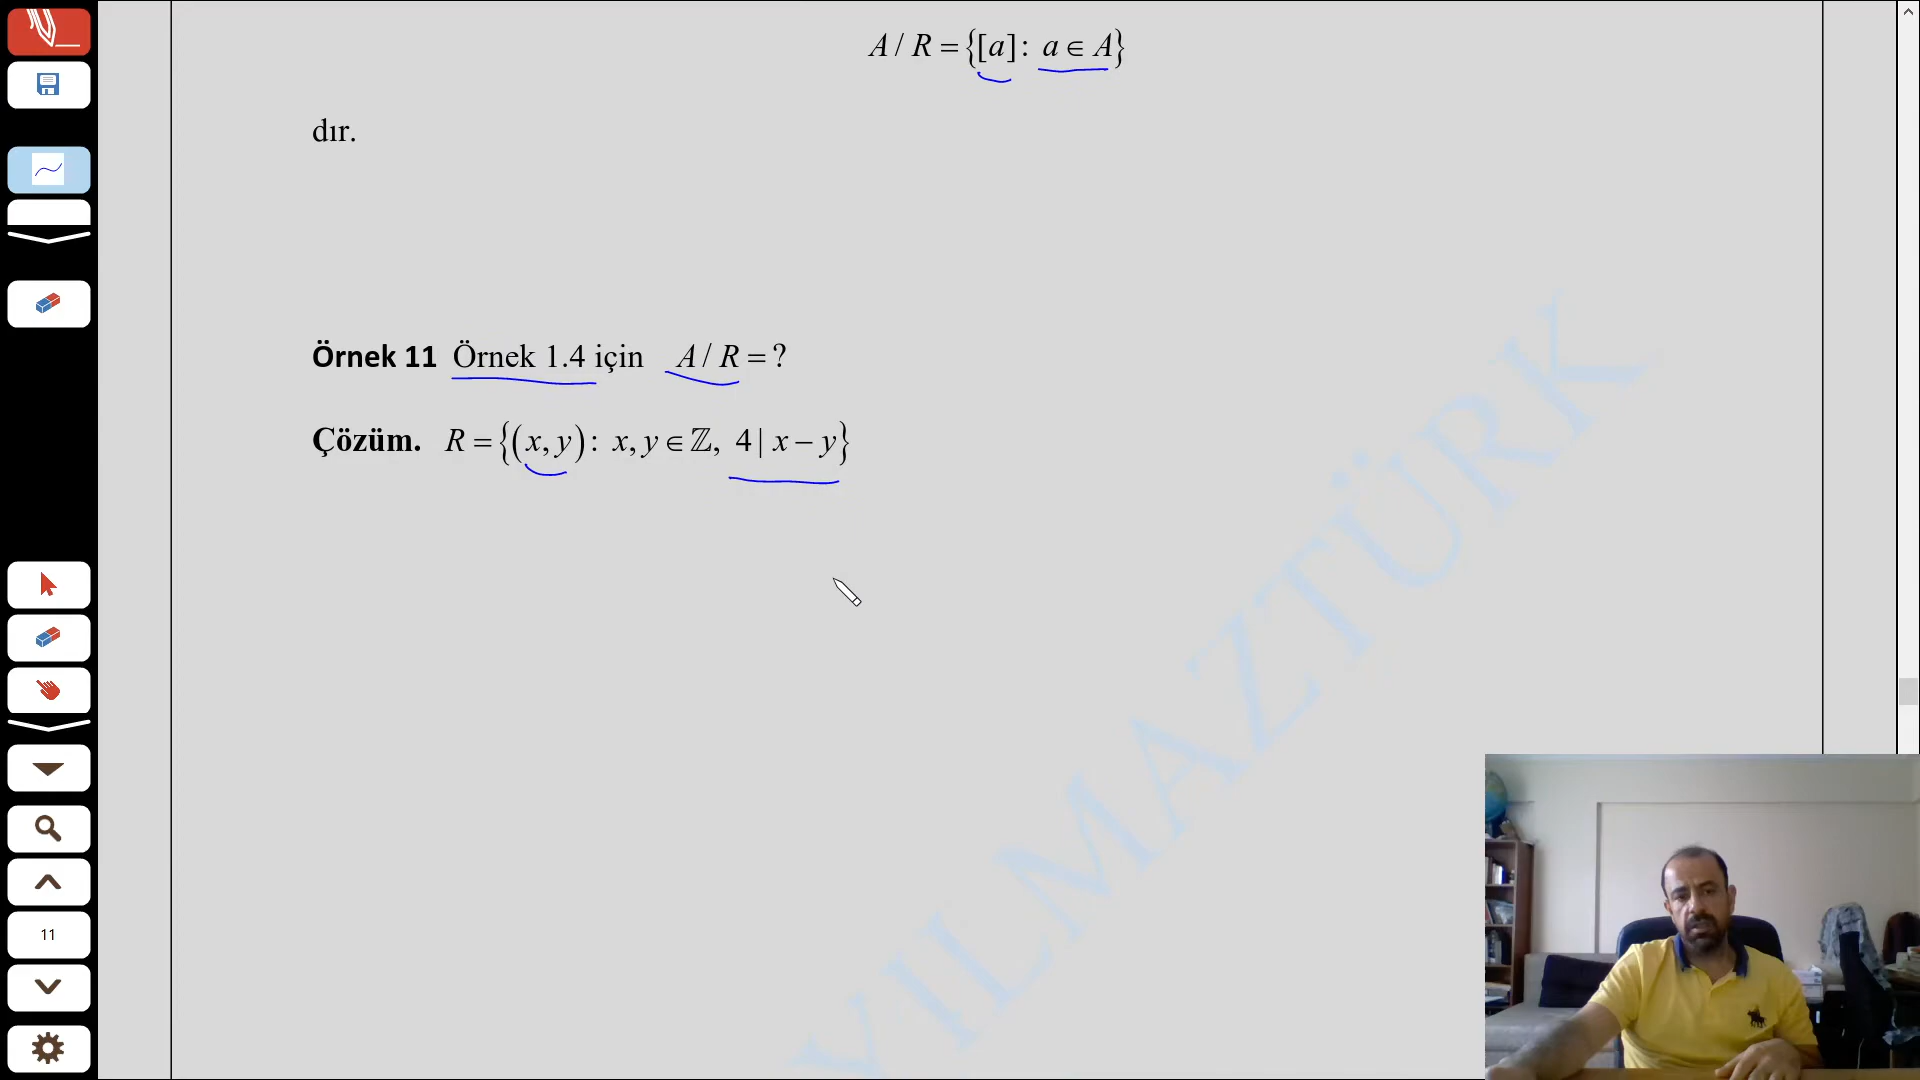 A / R = {[a] : a ∈ A}
dır.
Örnek 11 Örnek 1.4 için A / R = ?
Çözüm. R = {(x, y) : x, y ∈ ℤ, 4 | x − y}
YILMAZTÜRK
11